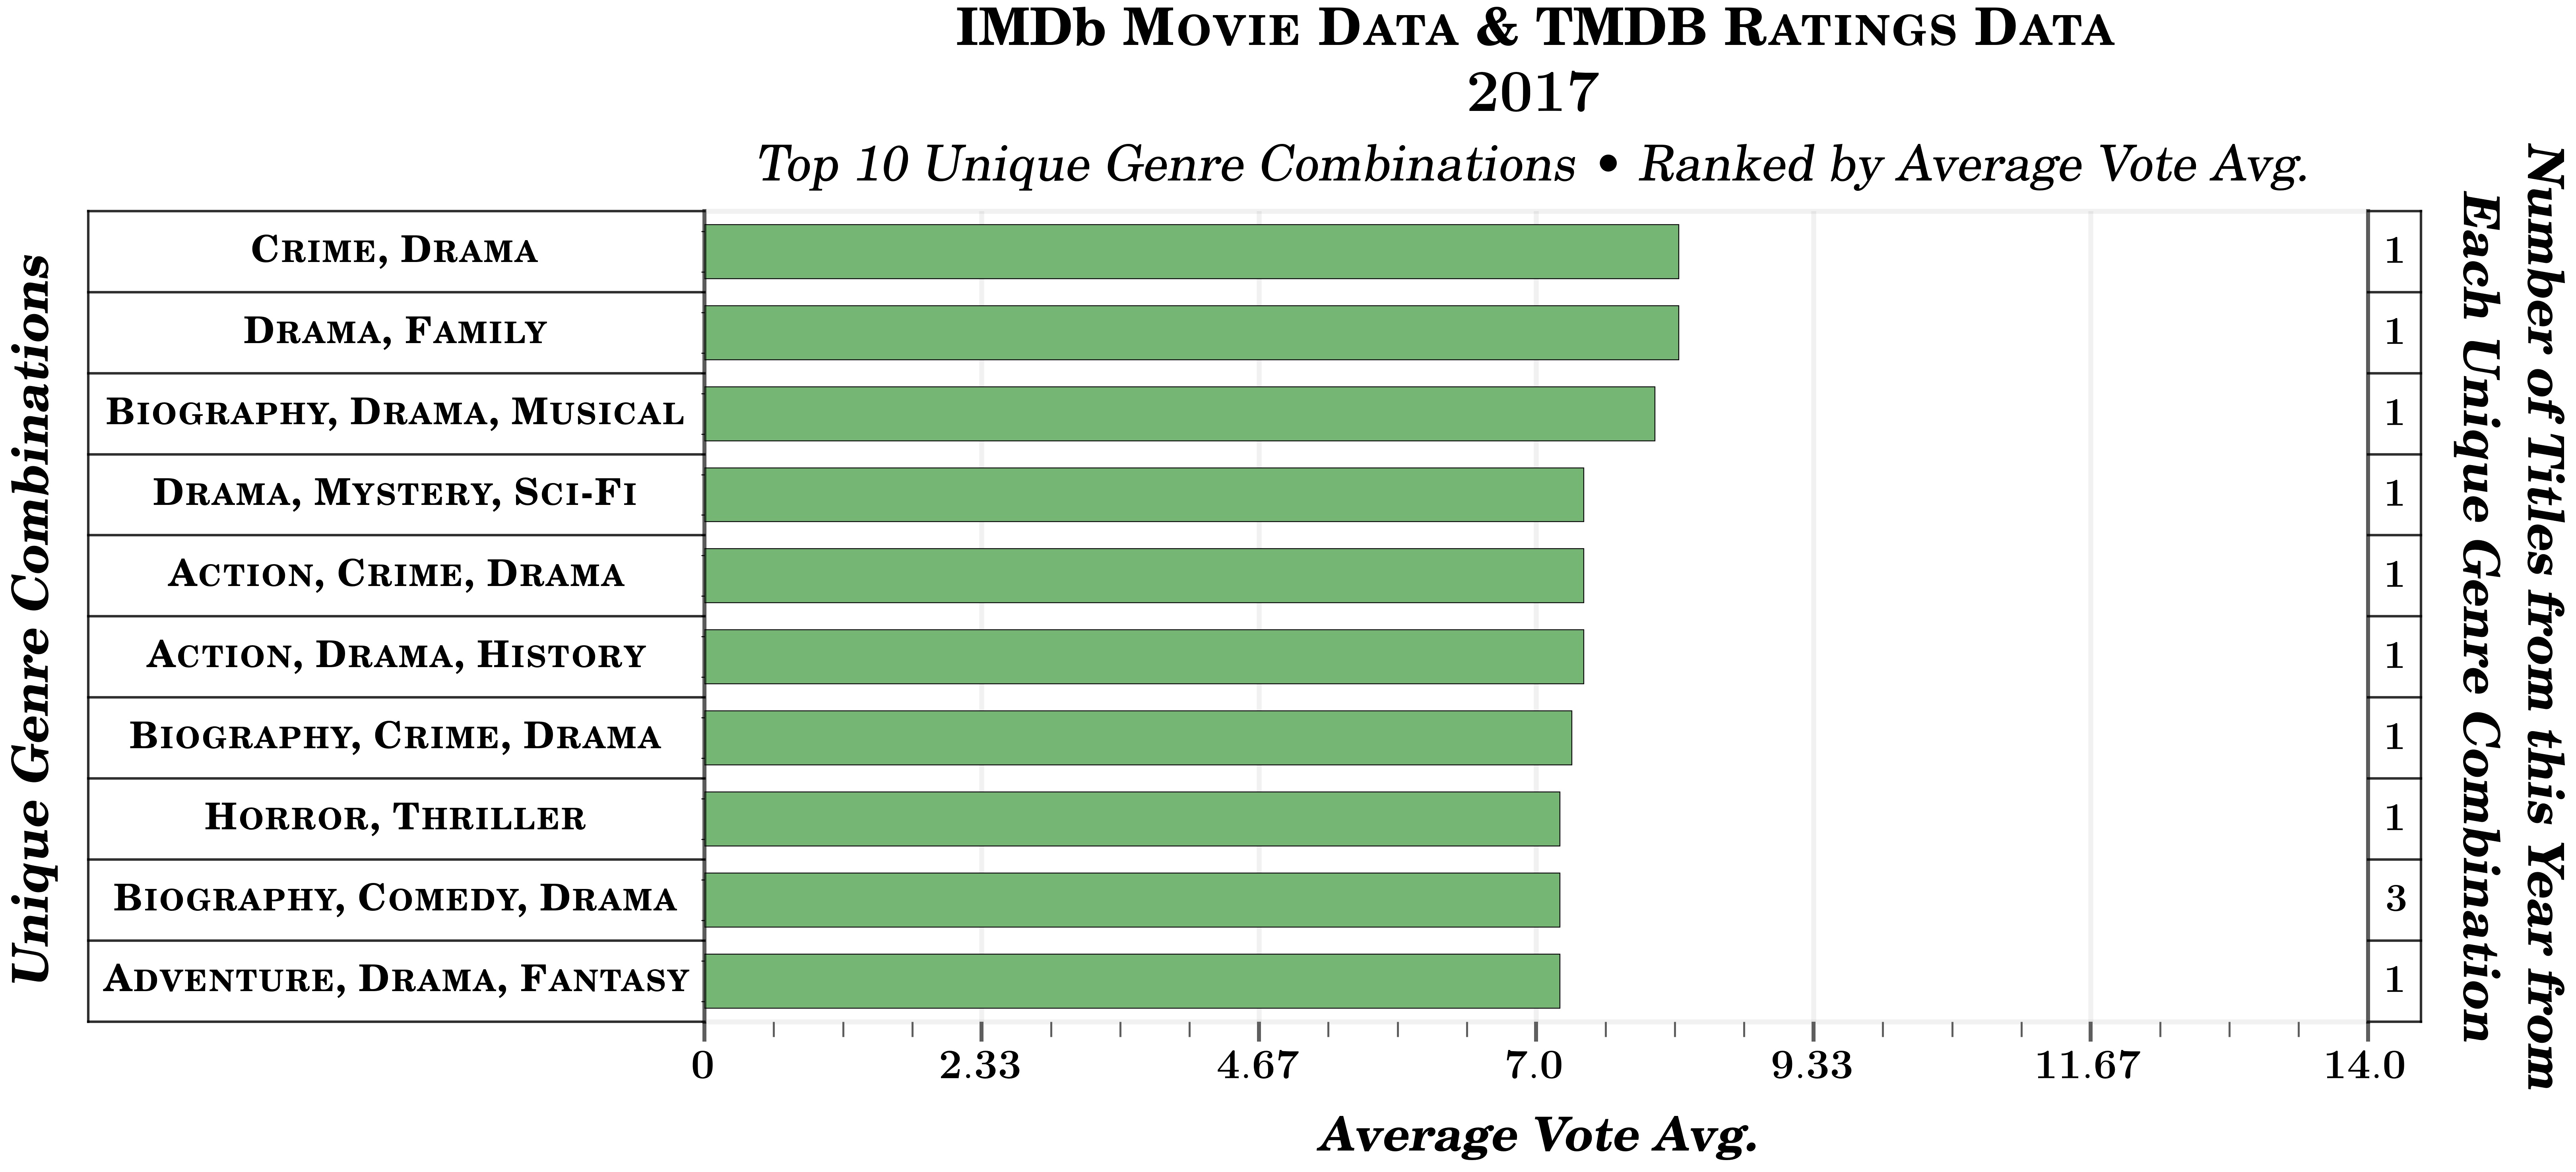 IMDb Movie Data & TMDB Ratings Data
2017
Top 10 Unique Genre Combinations • Ranked by Average Vote Avg.
Unique Genre Combinations
Crime, Drama
1
Drama, Family
1
Biography, Drama, Musical
1
Drama, Mystery, Sci-Fi
1
Action, Crime, Drama
1
Action, Drama, History
1
Biography, Crime, Drama
1
Horror, Thriller
1
Biography, Comedy, Drama
3
Adventure, Drama, Fantasy
1
Number of Titles from this Year from
Each Unique Genre Combination
0 2.33 4.67 7.0 9.33 11.67 14.0
Average Vote Avg.